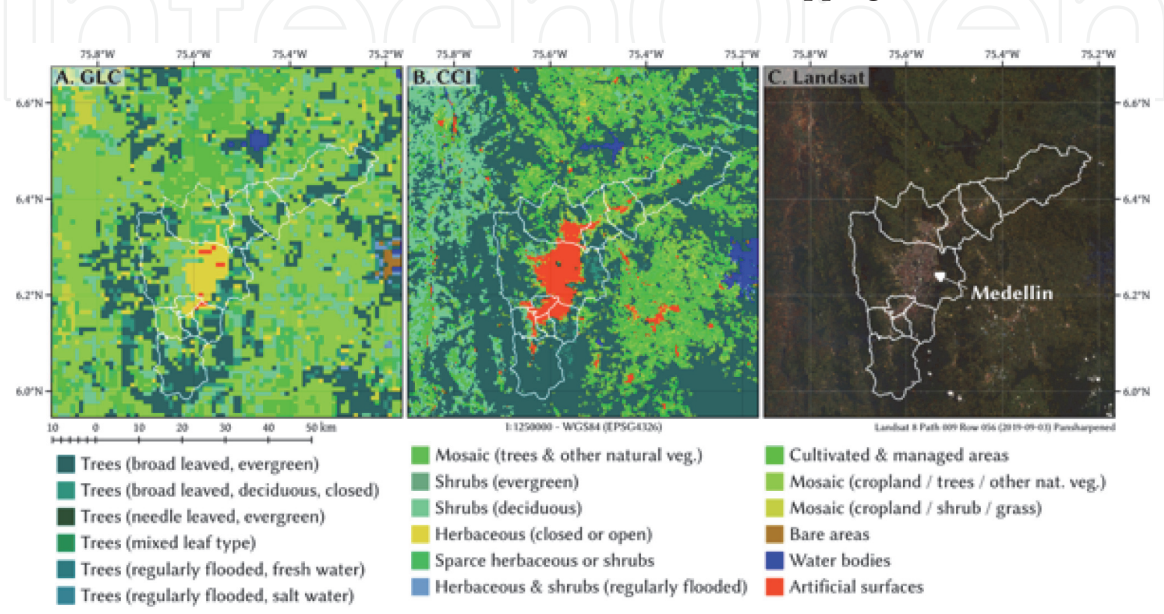 75.8°W 75.6°W 75.4°W 75.2°W 75.8°W 75.6°W 75.4°W 75.2°W 75.8°W 75.6°W 75.4°W 75.2°W
A. GLC B. CCI C. Landsat
6.6°N 6.6°N
6.4°N 6.4°N
6.2°N 6.2°N
Medellin
6.0°N 6.0°N
10 0 10 20 30 40 50 km
1:1250000 - WGS84 (EPSG4326)
Landsat 8 Path 009 Row 056 (2019-09-03) Pansharpened
Trees (broad leaved, evergreen)
Trees (broad leaved, deciduous, closed)
Trees (needle leaved, evergreen)
Trees (mixed leaf type)
Trees (regularly flooded, fresh water)
Trees (regularly flooded, salt water)
Mosaic (trees & other natural veg.)
Shrubs (evergreen)
Shrubs (deciduous)
Herbaceous (closed or open)
Sparce herbaceous or shrubs
Herbaceous & shrubs (regularly flooded)
Cultivated & managed areas
Mosaic (cropland / trees / other nat. veg.)
Mosaic (cropland / shrub / grass)
Bare areas
Water bodies
Artificial surfaces